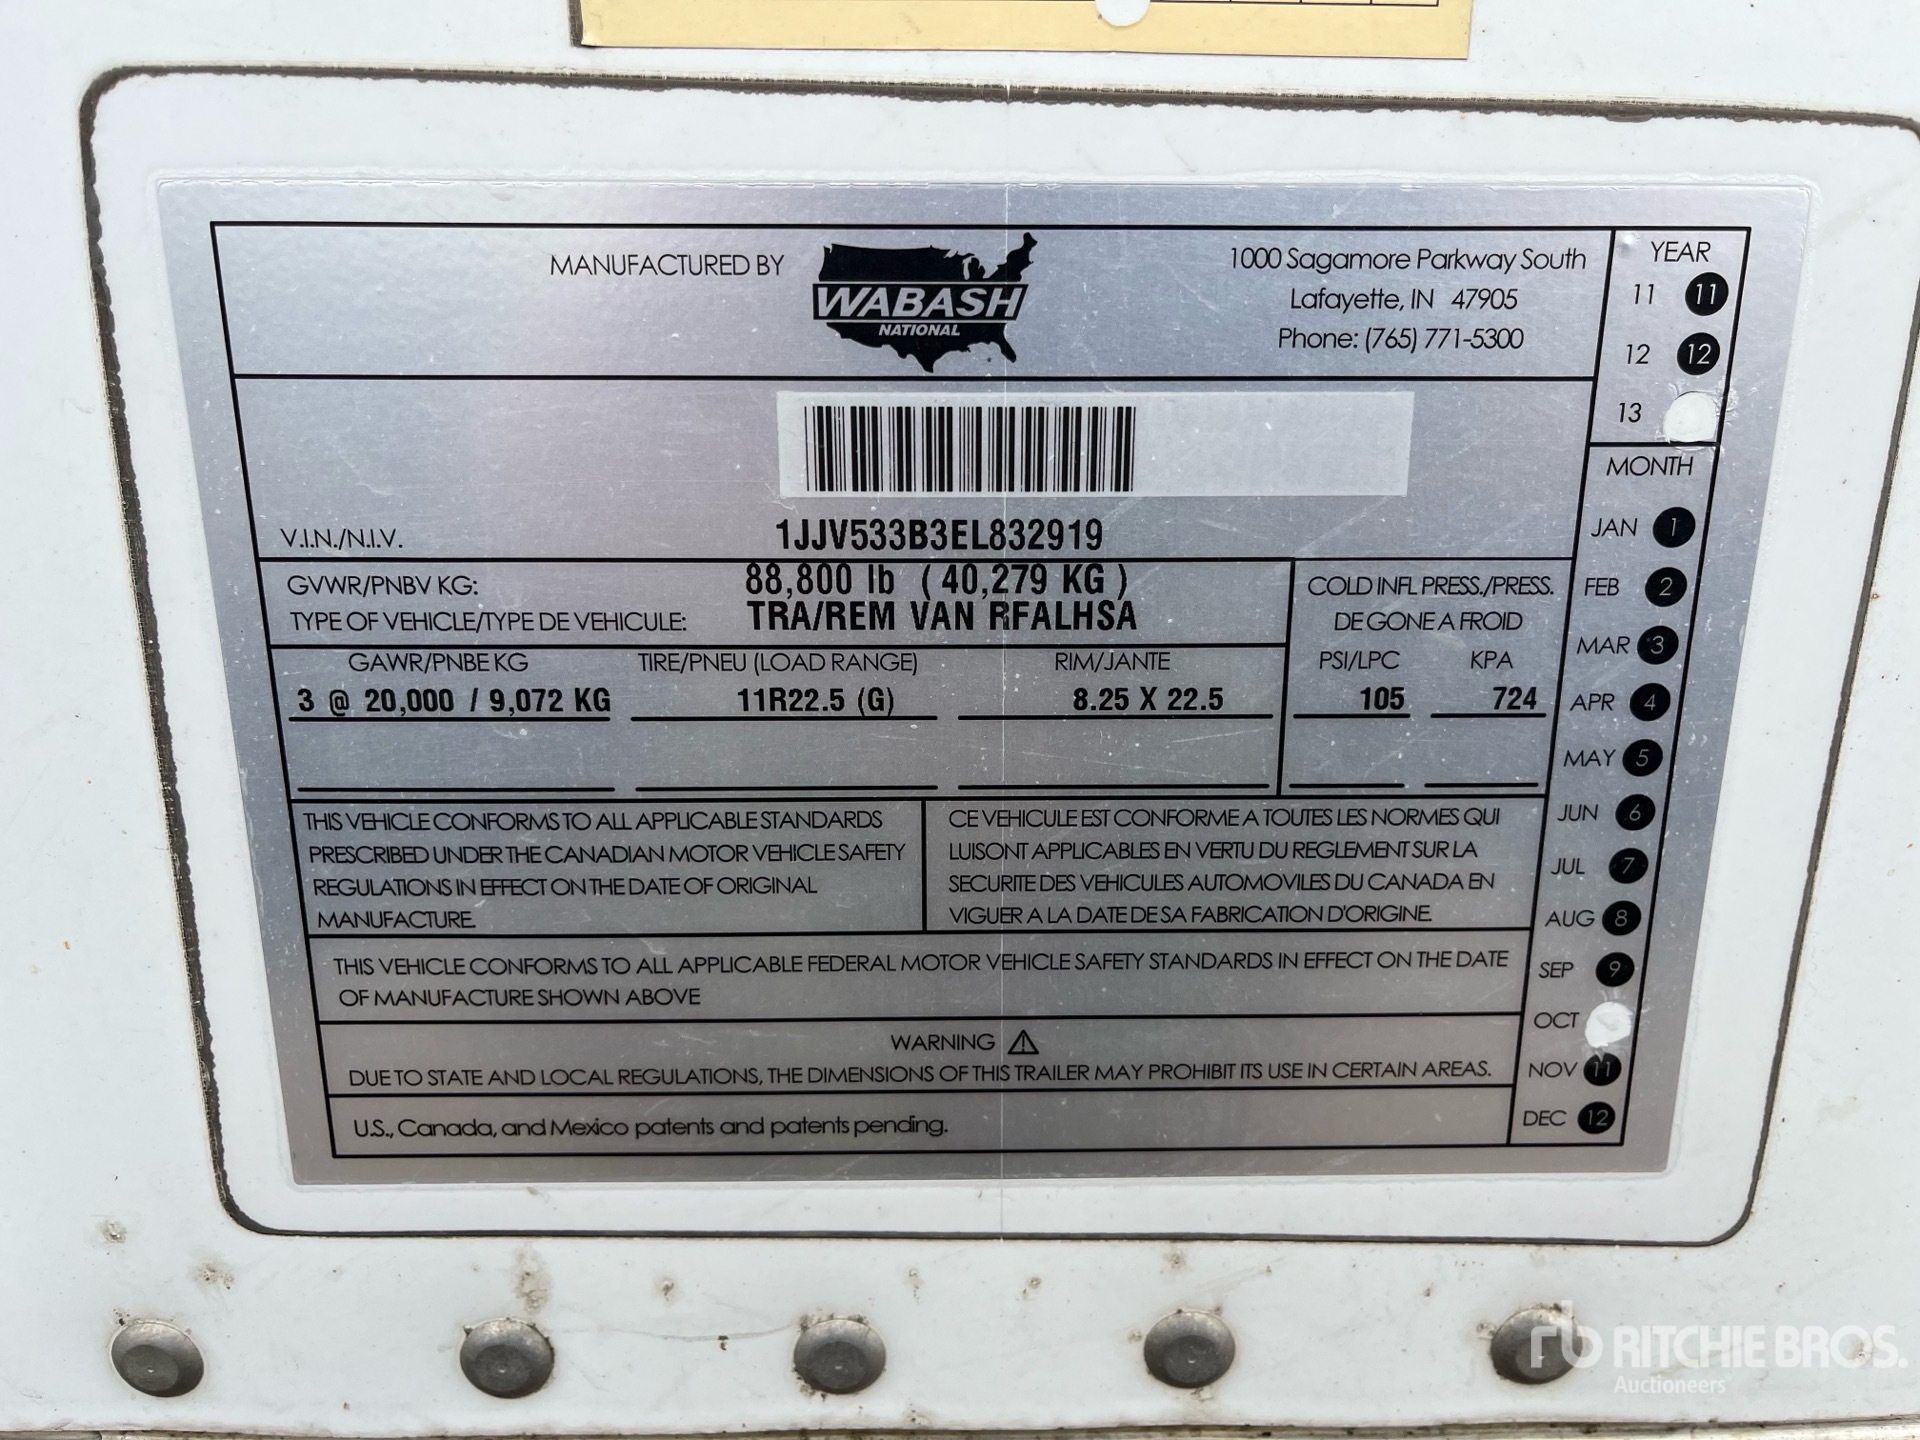 MANUFACTURED BY
WABASH
NATIONAL
1000 Sagamore Parkway South
Lafayette, IN 47905
Phone: (765) 771-5300
YEAR
11 11
12 12
13
V.I.N./N.I.V. 1JJV533B3EL832919
GVWR/PNBV KG: 88,800 lb ( 40,279 KG )
TYPE OF VEHICLE/TYPE DE VEHICULE: TRA/REM VAN RFALHSA
COLD INFL PRESS./PRESS.
DE GONE A FROID
GAWR/PNBE KG TIRE/PNEU (LOAD RANGE) RIM/JANTE PSI/LPC KPA
3 @ 20,000 / 9,072 KG 11R22.5 (G) 8.25 X 22.5 105 724
THIS VEHICLE CONFORMS TO ALL APPLICABLE STANDARDS
PRESCRIBED UNDER THE CANADIAN MOTOR VEHICLE SAFETY
REGULATIONS IN EFFECT ON THE DATE OF ORIGINAL
MANUFACTURE.
CE VEHICULE EST CONFORME A TOUTES LES NORMES QUI
LUISONT APPLICABLES EN VERTU DU REGLEMENT SUR LA
SECURITE DES VEHICULES AUTOMOVILES DU CANADA EN
VIGUER A LA DATE DE SA FABRICATION D'ORIGINE.
THIS VEHICLE CONFORMS TO ALL APPLICABLE FEDERAL MOTOR VEHICLE SAFETY STANDARDS IN EFFECT ON THE DATE
OF MANUFACTURE SHOWN ABOVE
WARNING
DUE TO STATE AND LOCAL REGULATIONS, THE DIMENSIONS OF THIS TRAILER MAY PROHIBIT ITS USE IN CERTAIN AREAS.
U.S., Canada, and Mexico patents and patents pending.
MONTH
JAN 1
FEB 2
MAR 3
APR 4
MAY 5
JUN 6
JUL 7
AUG 8
SEP 9
OCT
NOV 11
DEC 12
rb RITCHIE BROS.
Auctioneers